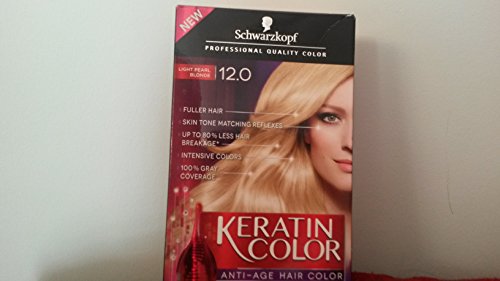 NEW
Schwarzkopf
PROFESSIONAL QUALITY COLOR
LIGHT PEARL
BLONDE
12.0
FULLER HAIR
SKIN TONE MATCHING REFLEXES
UP TO 80% LESS HAIR
BREAKAGE*
INTENSIVE COLORS
100% GRAY
COVERAGE
KERATIN
COLOR
ANTI-AGE HAIR COLOR